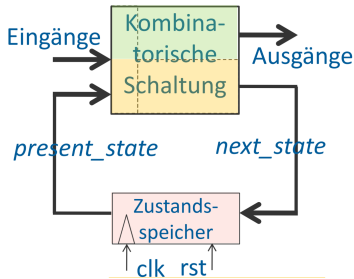 Kombina-
torische
Schaltung
Eingänge
Ausgänge
present_state
next_state
Zustands-
speicher
clk rst